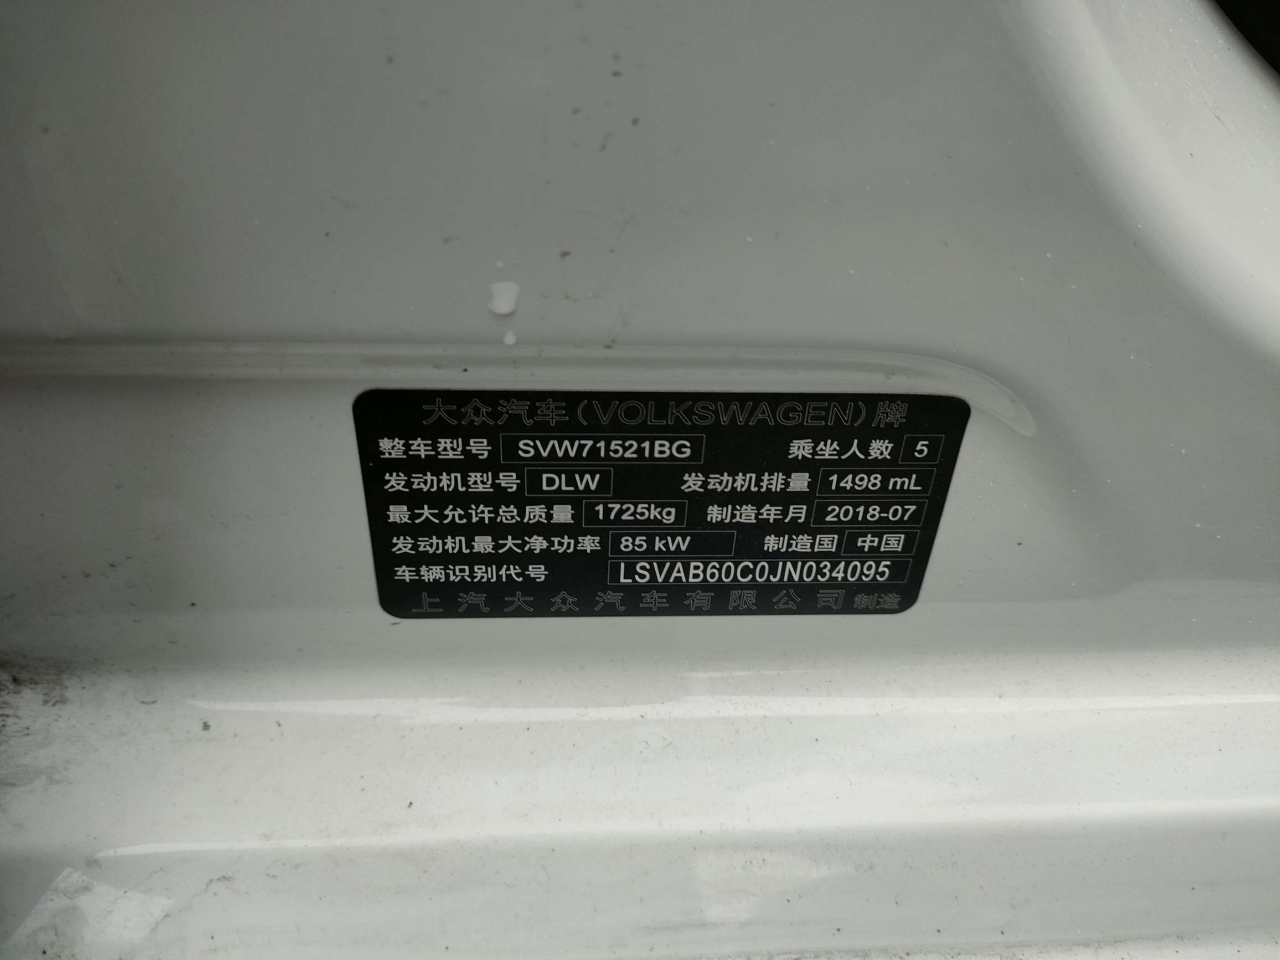 大众汽车(VOLKSWAGEN)牌
整车型号 SVW71521BG 乘坐人数 5
发动机型号 DLW 发动机排量 1498 mL
最大允许总质量 1725kg 制造年月 2018-07
发动机最大净功率 85 kW 制造国 中国
车辆识别代号 LSVAB60C0JN034095
上汽大众汽车有限公司 制造